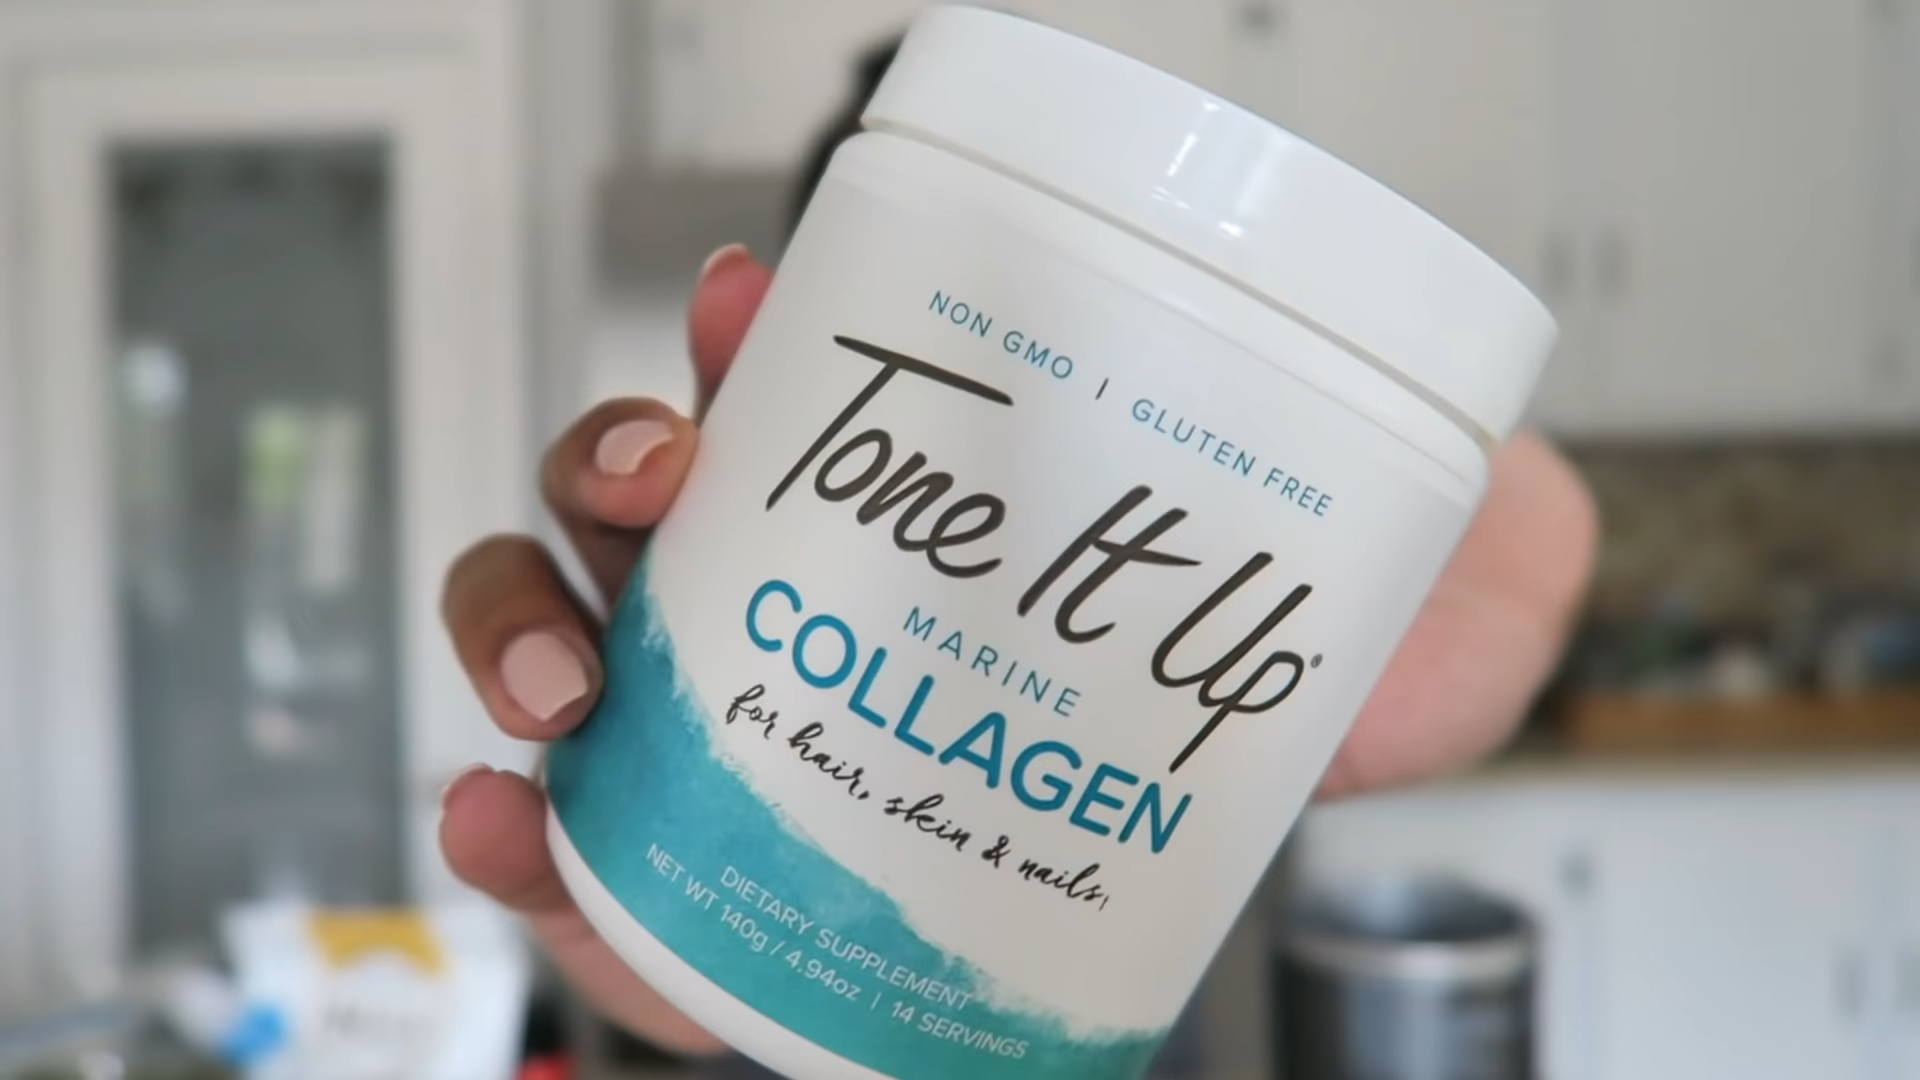 NON GMO | GLUTEN FREE
Tone It Up®
MARINE
COLLAGEN
for hair, skin & nails!
DIETARY SUPPLEMENT
NET WT 140g / 4.94oz | 14 SERVINGS